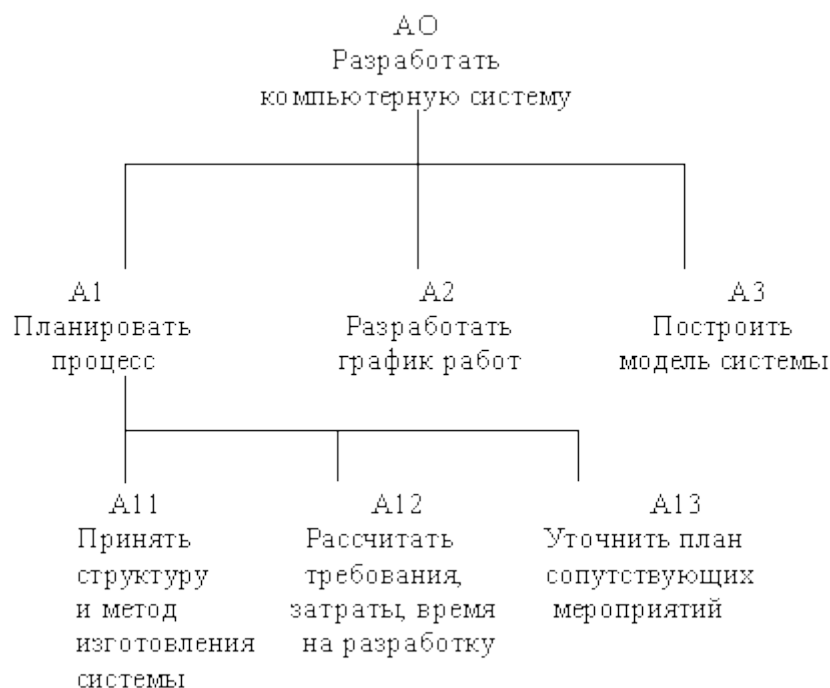 АО
Разработать
компьютерную систему
А1
Планировать
процесс
А2
Разработать
график работ
А3
Построить
модель системы
А11
Принять
структуру
и метод
изготовления
системы
А12
Рассчитать
требования,
затраты, время
на разработку
А13
Уточнить план
сопутствующих
мероприятий